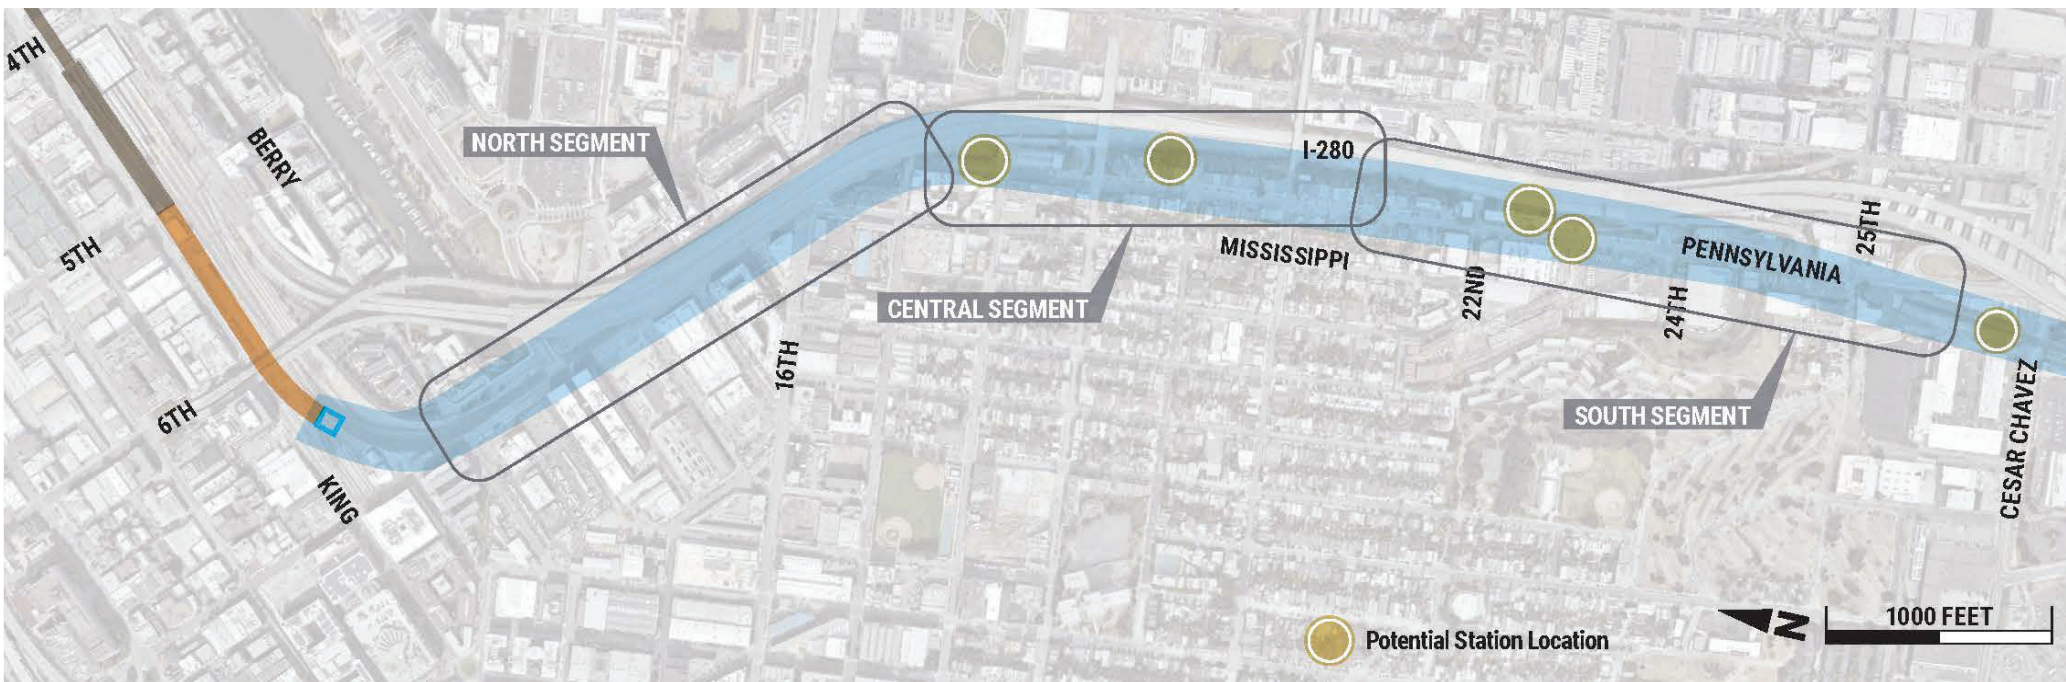 4TH
BERRY
NORTH SEGMENT
I-280
5TH
MISSISSIPPI
PENNSYLVANIA
25TH
CENTRAL SEGMENT
22ND
24TH
16TH
6TH
SOUTH SEGMENT
KING
CESAR CHAVEZ
Potential Station Location
N
1000 FEET